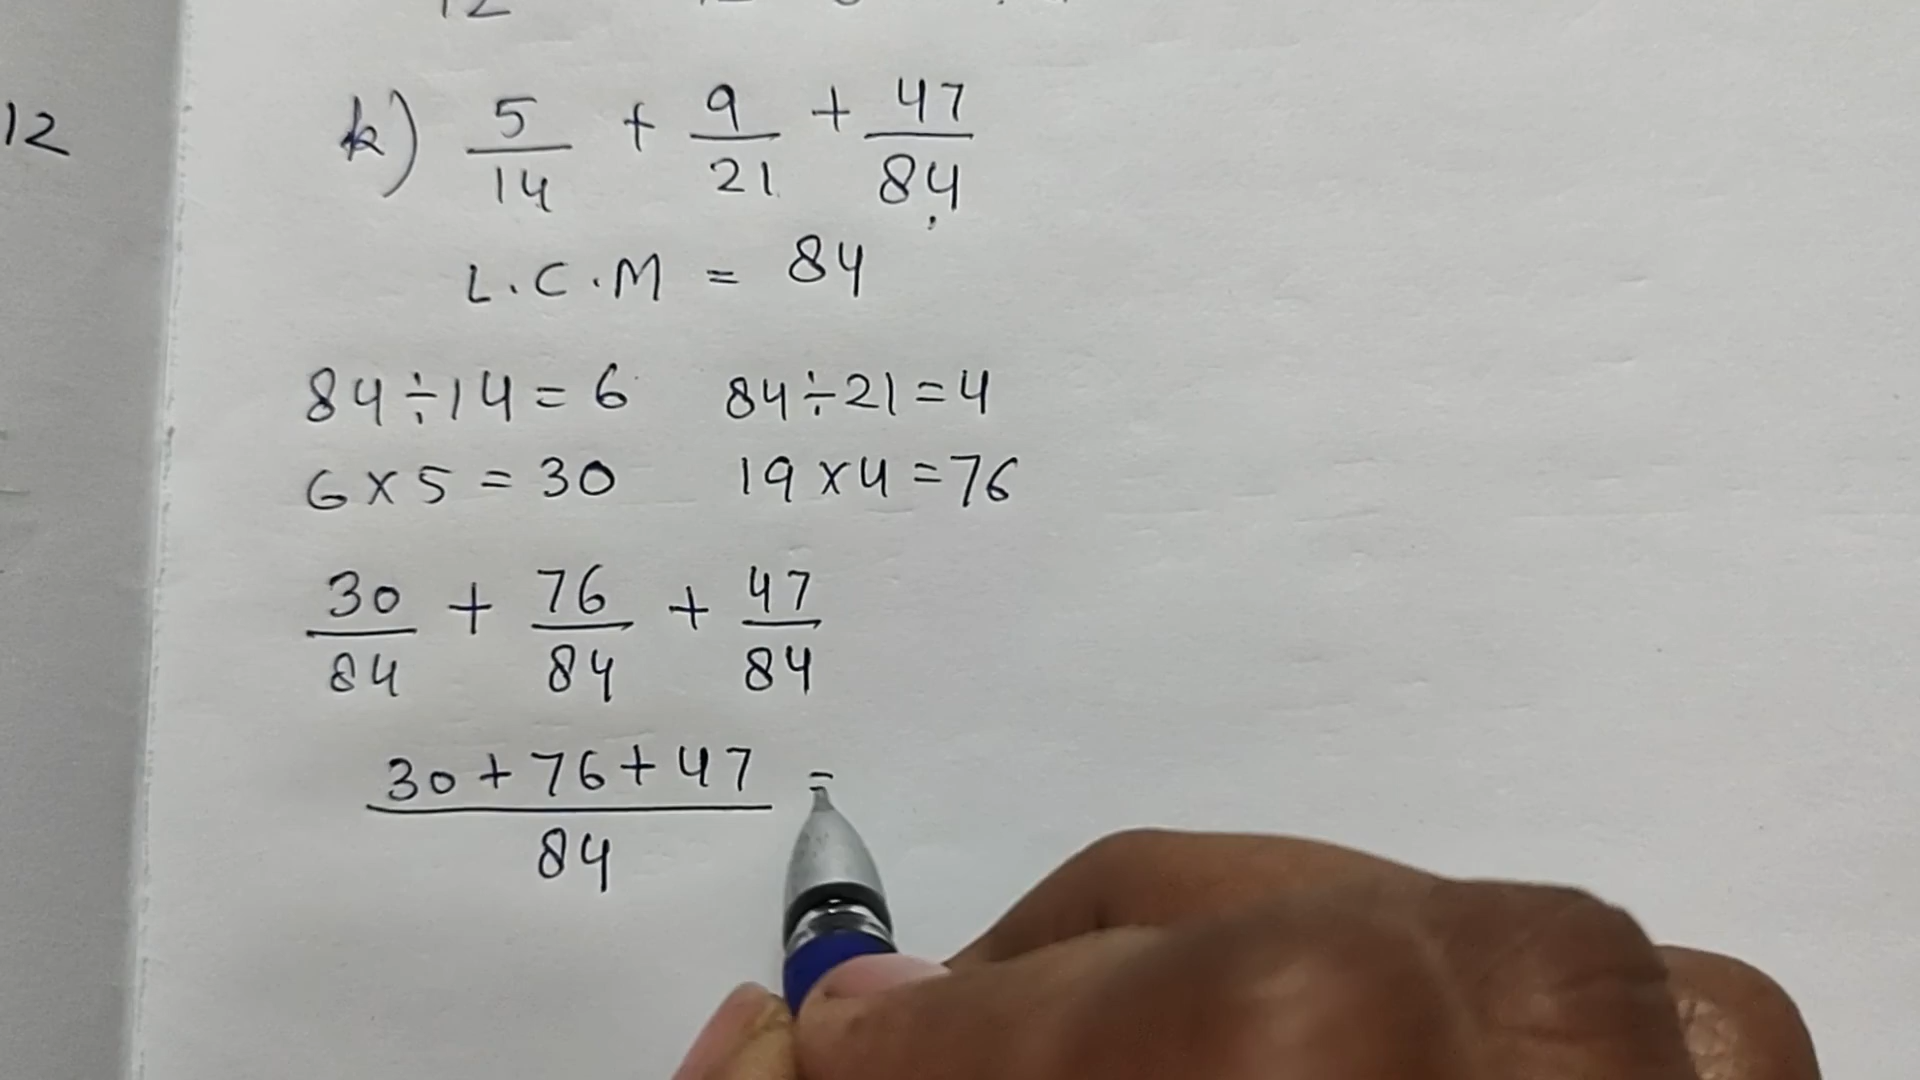 12
k) 5/14 + 9/21 + 47/84
L.C.M = 84
84÷14=6 84÷21=4
6×5=30 19×4=76
30/84 + 76/84 + 47/84
30+76+47/84 =